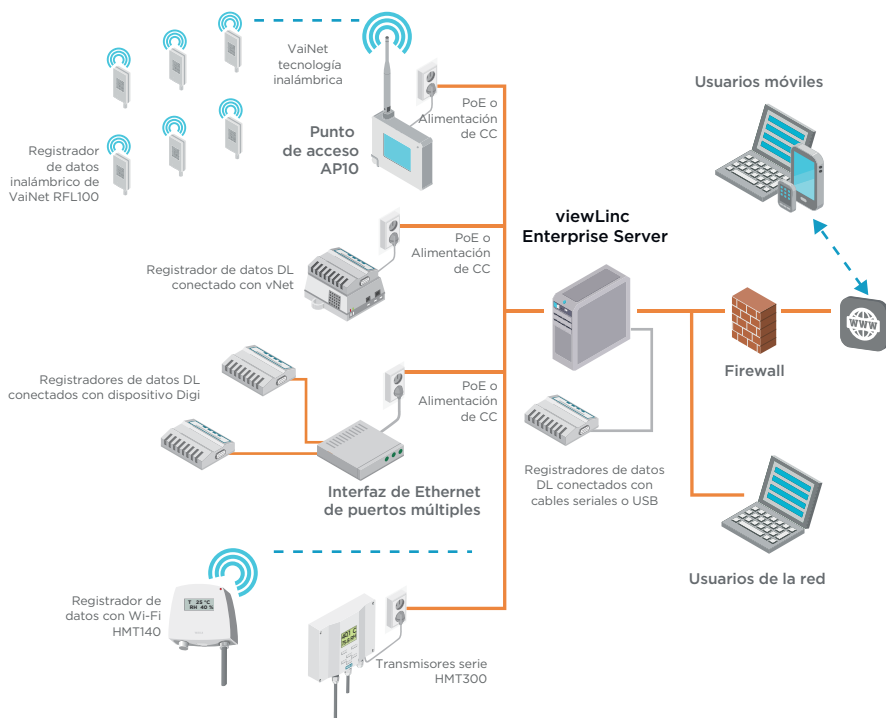 VaiNet
tecnología
inalámbrica
Usuarios móviles
PoE o
Alimentación
de CC
Punto
de acceso
AP10
Registrador
de datos
inalámbrico de
VaiNet RFL100
viewLinc
Enterprise Server
PoE o
Alimentación
de CC
Registrador de datos DL
conectado con vNet
WWW
Firewall
Registradores de datos DL
conectados con dispositivo Digi
PoE o
Alimentación
de CC
Registradores de datos
DL conectados con
cables seriales o USB
Interfaz de Ethernet
de puertos múltiples
Usuarios de la red
Registrador de
datos con Wi-Fi
HMT140
T 25 °C
RH 40 %
Transmisores serie
HMT300